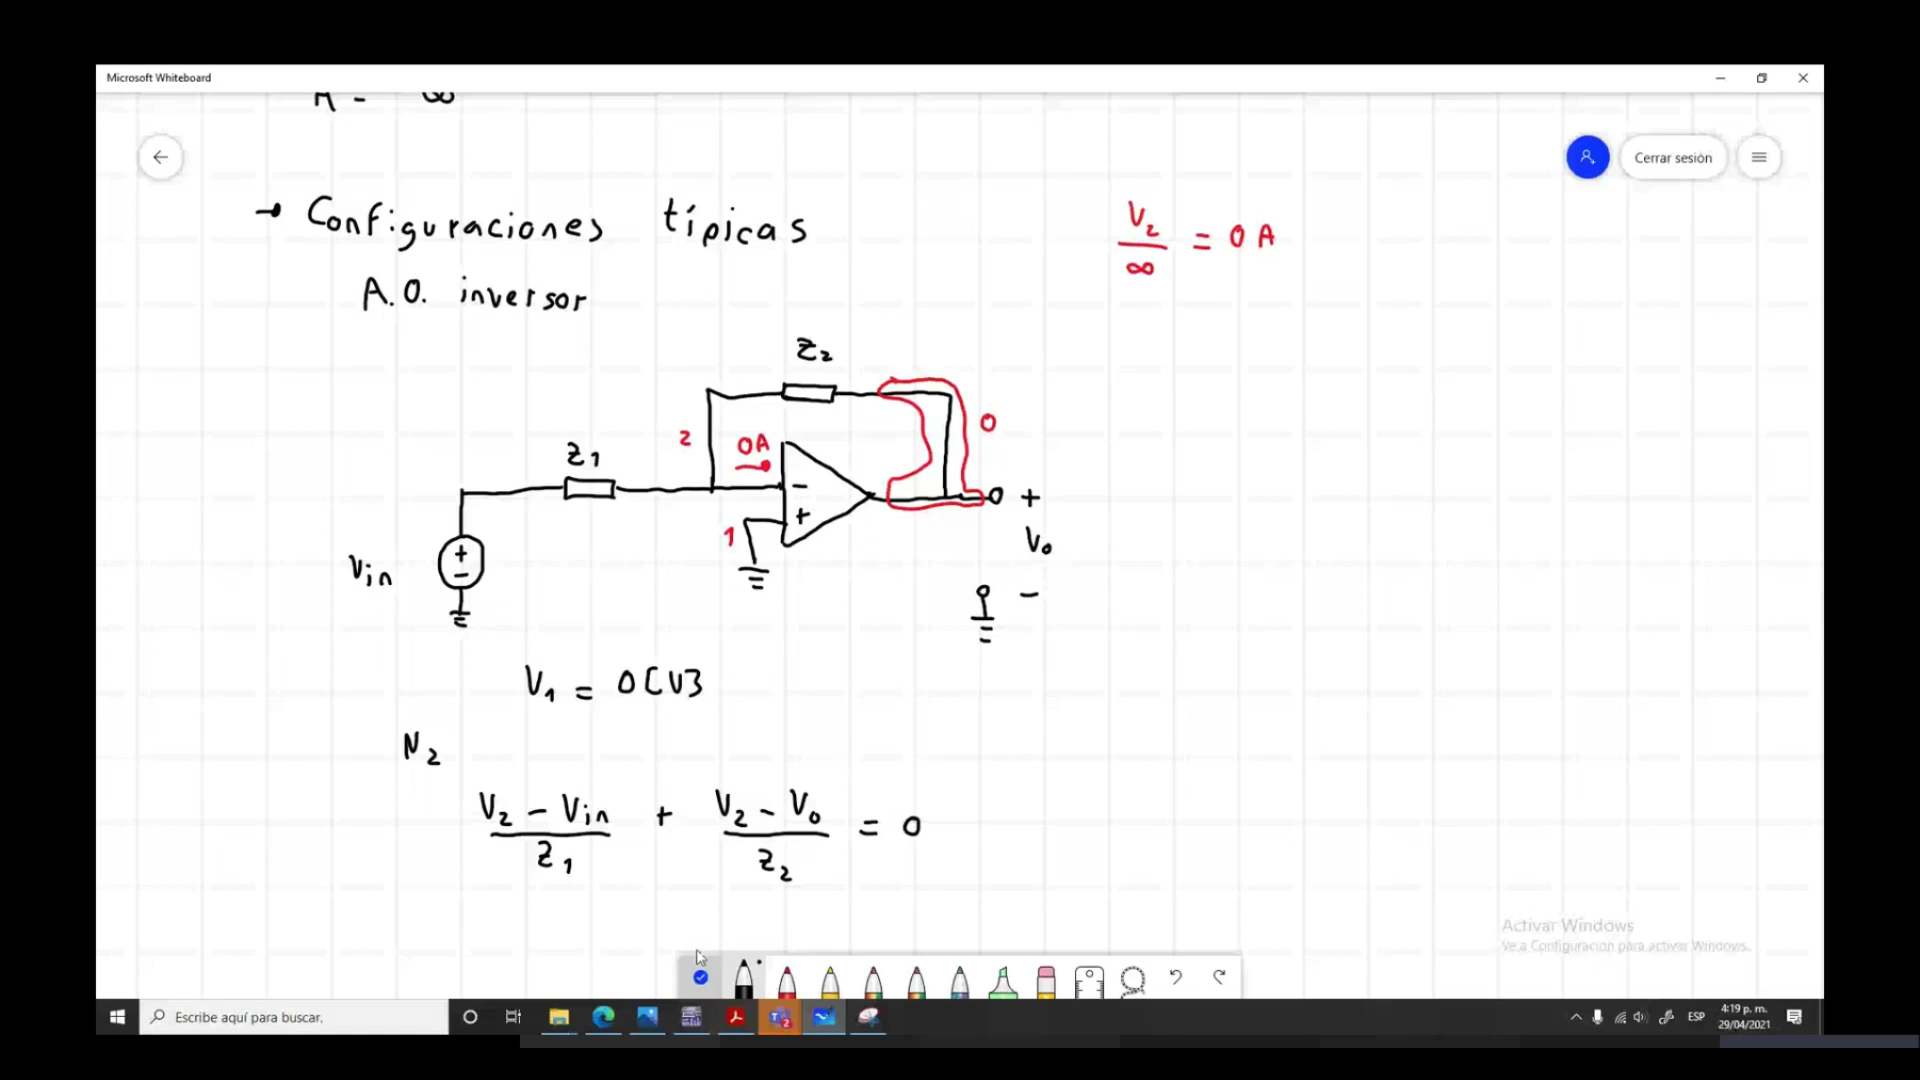 Microsoft Whiteboard
A = ∞
Cerrar sesión
→ Configuraciones típicas
V₂
— = 0 A
∞
A.O. inversor
Z₂
0
2
0A
Z₁
-
+
+
1
V₀
Vin
+
-
-
V₁ = 0[V]
N₂
V₂ - Vin + V₂ - V₀ = 0
Z₁ Z₂
Activar Windows
Ve a Configuración para activar Windows.
Escribe aquí para buscar.
ESP
4:19 p. m.
29/04/2021